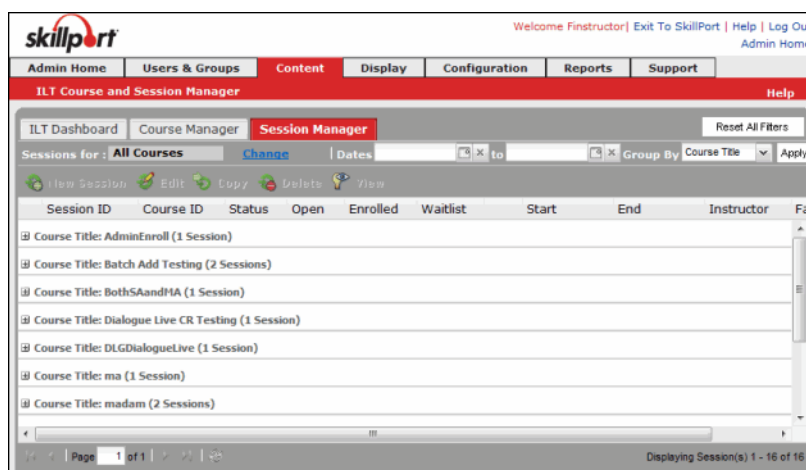 skillport
Welcome Finstructor| Exit To SkillPort | Help | Log Ou
Admin Home
Admin Home Users & Groups Content Display Configuration Reports Support
ILT Course and Session Manager Help
ILT Dashboard Course Manager Session Manager Reset All Filters
Sessions for : All Courses Change | Dates to Group By Course Title Apply
New Session Edit Copy Delete View
Session ID Course ID Status Open Enrolled Waitlist Start End Instructor Fa
Course Title: AdminEnroll (1 Session)
Course Title: Batch Add Testing (2 Sessions)
Course Title: BothSAandMA (1 Session)
Course Title: Dialogue Live CR Testing (1 Session)
Course Title: DLGDialogueLive (1 Session)
Course Title: ma (1 Session)
Course Title: madam (2 Sessions)
Page 1 of 1 Displaying Session(s) 1 - 16 of 16